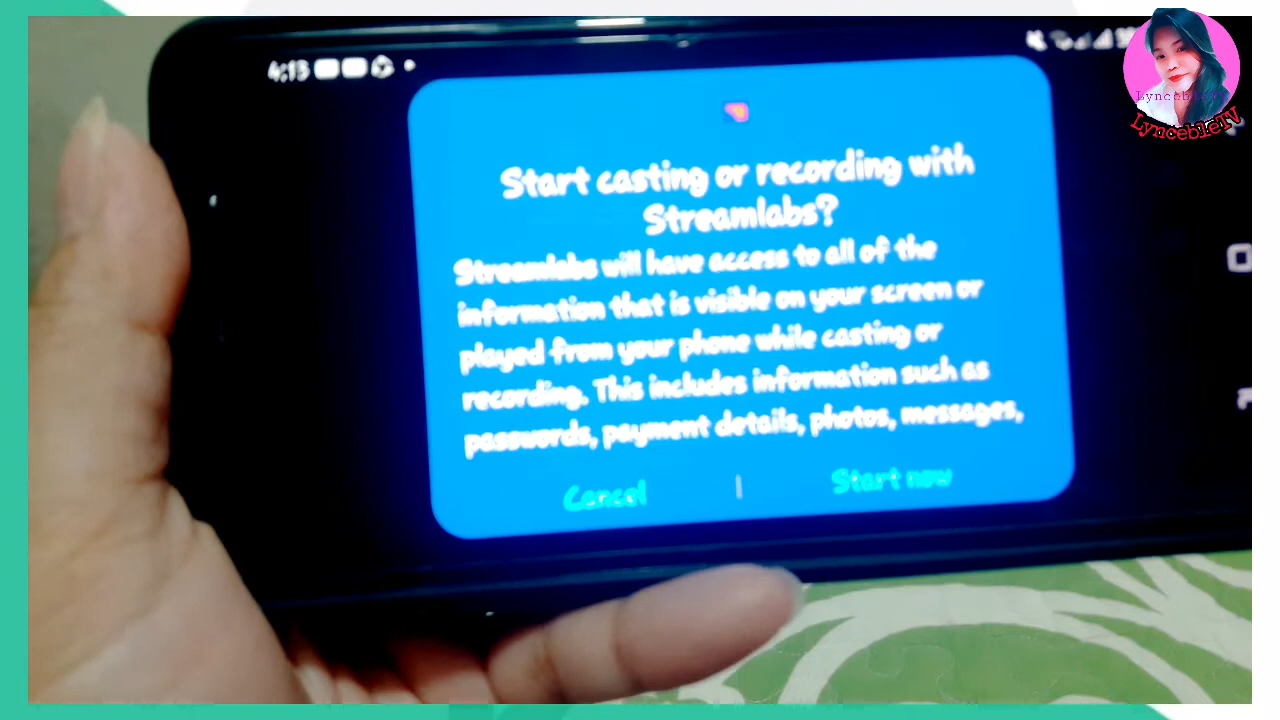 4:13
Start casting or recording with
Streamlabs?
Streamlabs will have access to all of the
information that is visible on your screen or
played from your phone while casting or
recording. This includes information such as
passwords, payment details, photos, messages,
Cancel | Start now
LyncebleTV